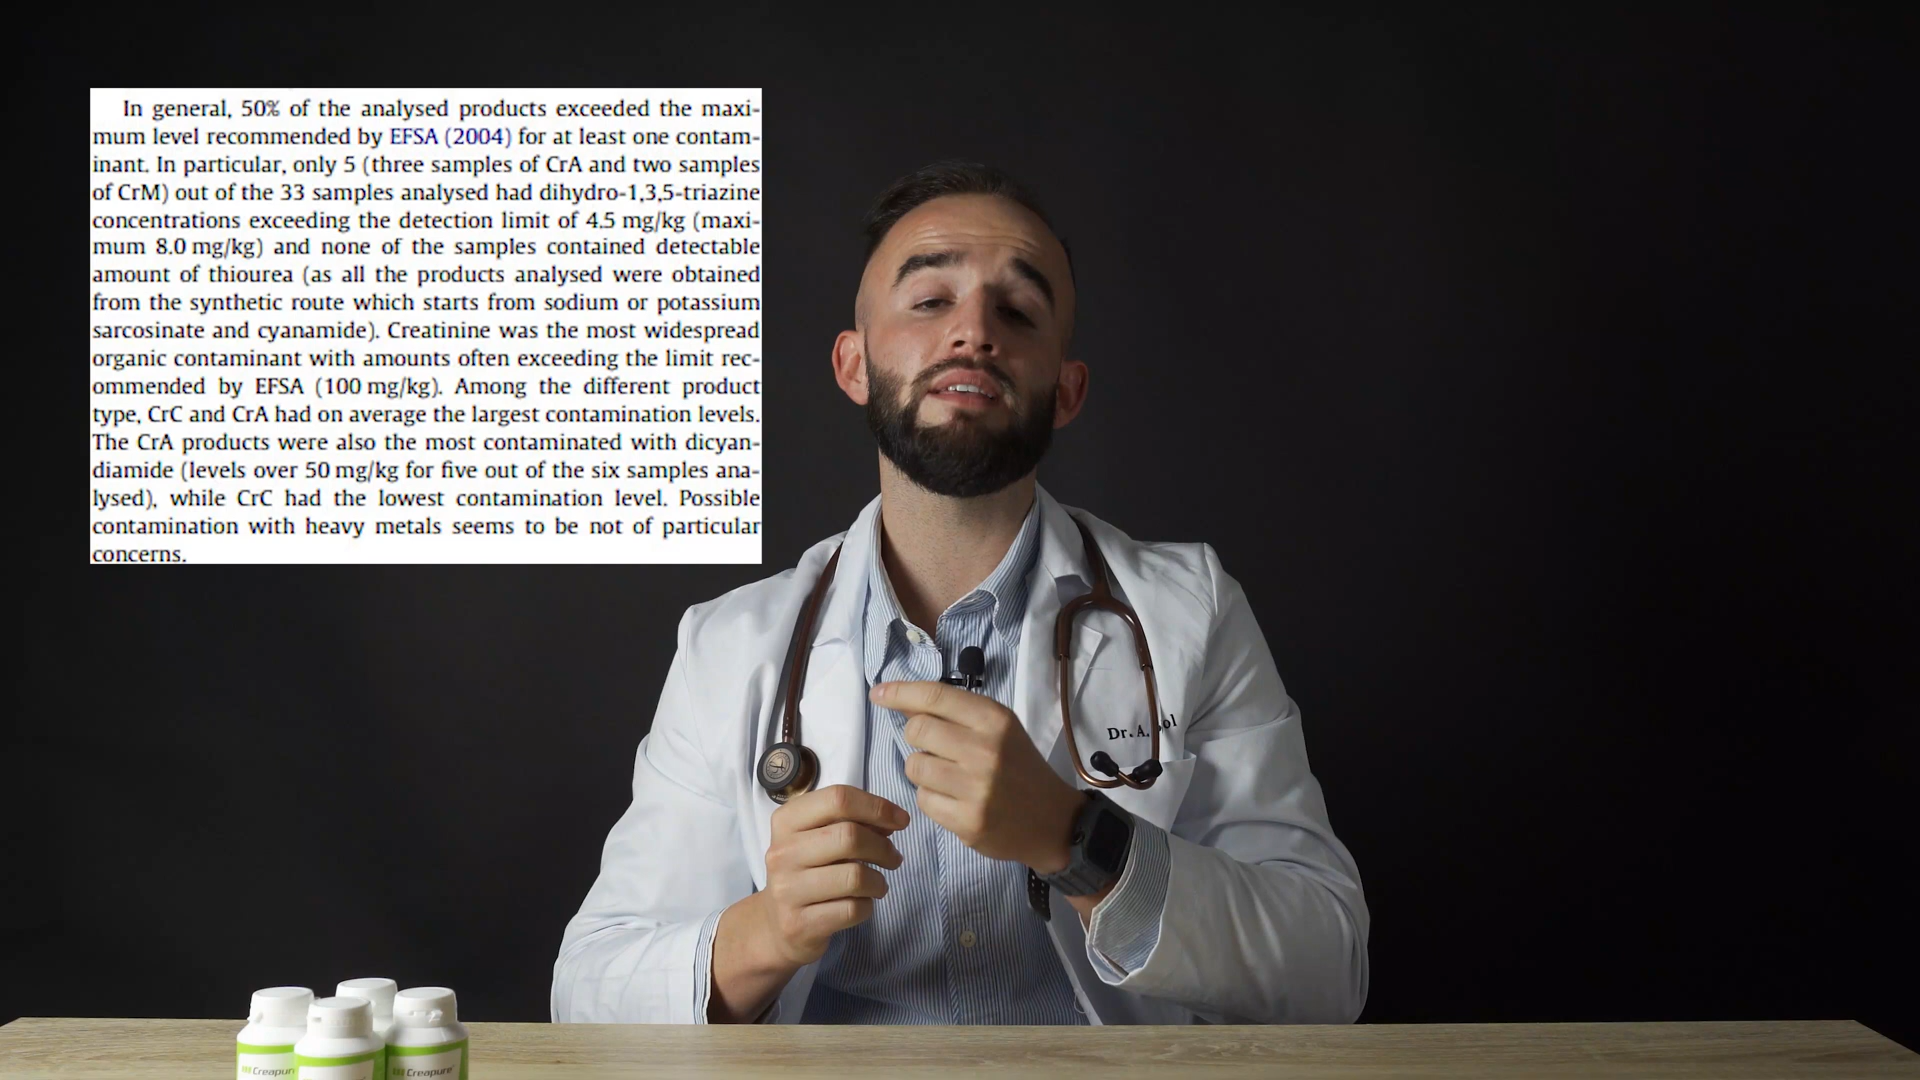 In general, 50% of the analysed products exceeded the maxi-
mum level recommended by EFSA (2004) for at least one contam-
inant. In particular, only 5 (three samples of CrA and two samples
of CrM) out of the 33 samples analysed had dihydro-1,3,5-triazine
concentrations exceeding the detection limit of 4.5 mg/kg (maxi-
mum 8.0 mg/kg) and none of the samples contained detectable
amount of thiourea (as all the products analysed were obtained
from the synthetic route which starts from sodium or potassium
sarcosinate and cyanamide). Creatinine was the most widespread
organic contaminant with amounts often exceeding the limit rec-
ommended by EFSA (100 mg/kg). Among the different product
type, CrC and CrA had on average the largest contamination levels.
The CrA products were also the most contaminated with dicyan-
diamide (levels over 50 mg/kg for five out of the six samples ana-
lysed), while CrC had the lowest contamination level. Possible
contamination with heavy metals seems to be not of particular
concerns.
Dr. A.
Creapure